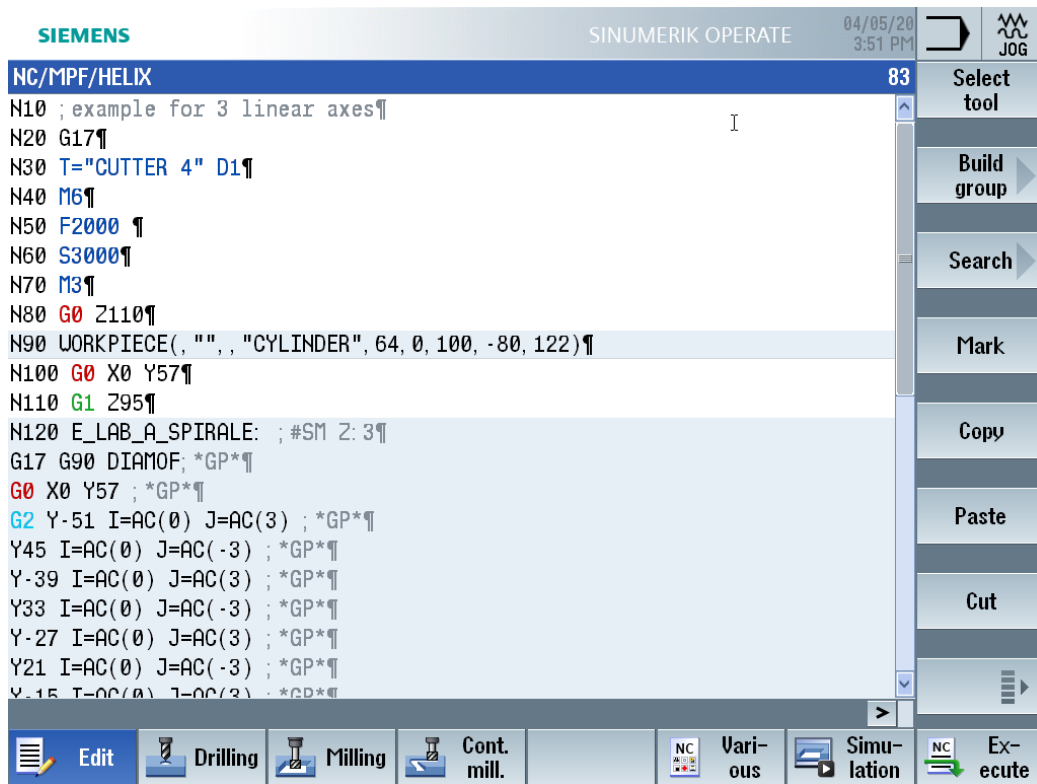 SIEMENS
SINUMERIK OPERATE
04/05/20
3:51 PM
JOG
NC/MPF/HELIX 83
N10 ;example for 3 linear axes¶
N20 G17¶
N30 T="CUTTER 4" D1¶
N40 M6¶
N50 F2000 ¶
N60 S3000¶
N70 M3¶
N80 G0 Z110¶
N90 WORKPIECE(,"",,"CYLINDER",64,0,100,-80,122)¶
N100 G0 X0 Y57¶
N110 G1 Z95¶
N120 E_LAB_A_SPIRALE: ;#SM Z:3¶
G17 G90 DIAMOF;*GP*¶
G0 X0 Y57 ;*GP*¶
G2 Y-51 I=AC(0) J=AC(3) ;*GP*¶
Y45 I=AC(0) J=AC(-3) ;*GP*¶
Y-39 I=AC(0) J=AC(3) ;*GP*¶
Y33 I=AC(0) J=AC(-3) ;*GP*¶
Y-27 I=AC(0) J=AC(3) ;*GP*¶
Y21 I=AC(0) J=AC(-3) ;*GP*¶
Y-15 I=AC(0) J=AC(3) ;*GP*¶
>
Select
tool
Build
group
Search
Mark
Copy
Paste
Cut
Edit
Drilling
Milling
Cont.
mill.
NC
Vari-
ous
Simu-
lation
NC
Ex-
ecute